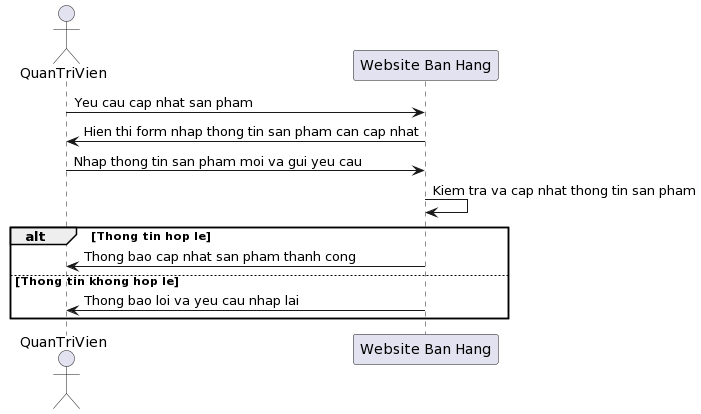 QuanTriVien
Website Ban Hang
Yeu cau cap nhat san pham
Hien thi form nhap thong tin san pham can cap nhat
Nhap thong tin san pham moi va gui yeu cau
Kiem tra va cap nhat thong tin san pham
alt [Thong tin hop le]
Thong bao cap nhat san pham thanh cong
[Thong tin khong hop le]
Thong bao loi va yeu cau nhap lai
QuanTriVien
Website Ban Hang